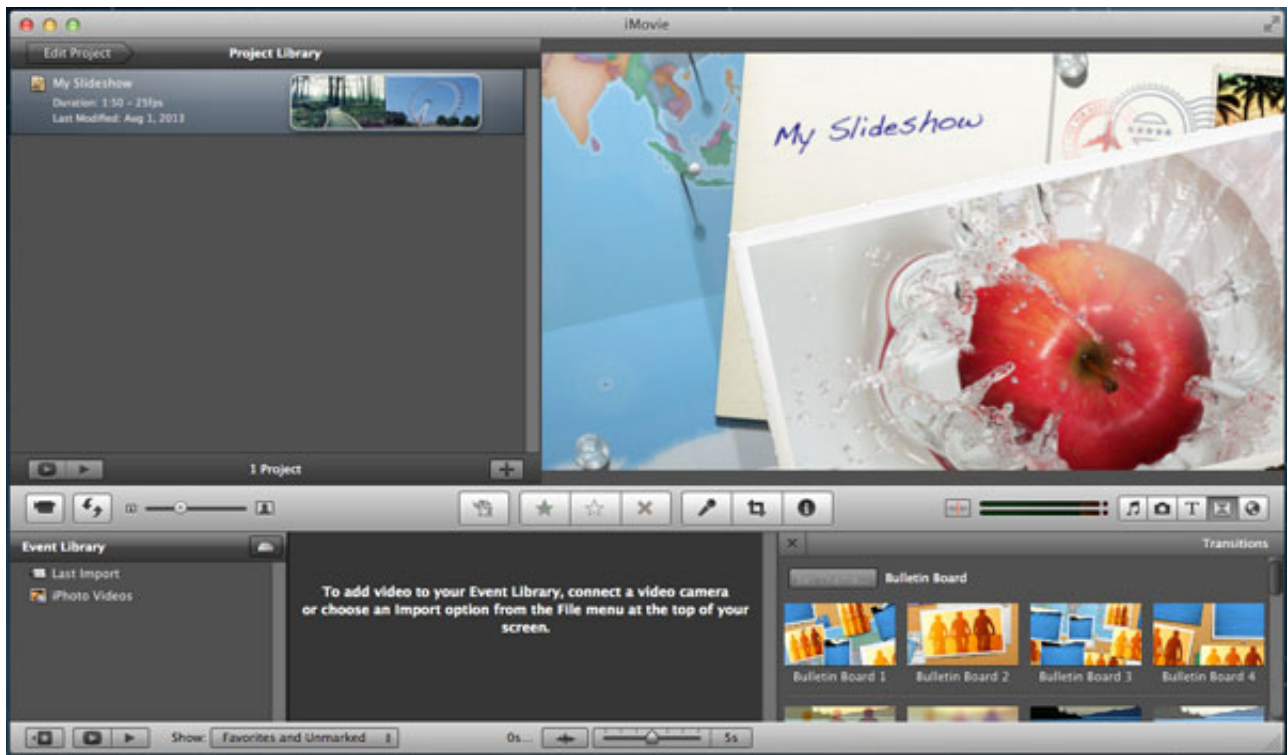 iMovie
Edit Project
Project Library
My Slideshow
Duration: 1:50 - 25fps
Last Modified: Aug 1, 2013
My Slideshow
1 Project
Event Library
Last Import
iPhoto Videos
To add video to your Event Library, connect a video camera
or choose an Import option from the File menu at the top of your
screen.
Transitions
Bulletin Board
Bulletin Board 1
Bulletin Board 2
Bulletin Board 3
Bulletin Board 4
Show:
Favorites and Unmarked
0s...
5s